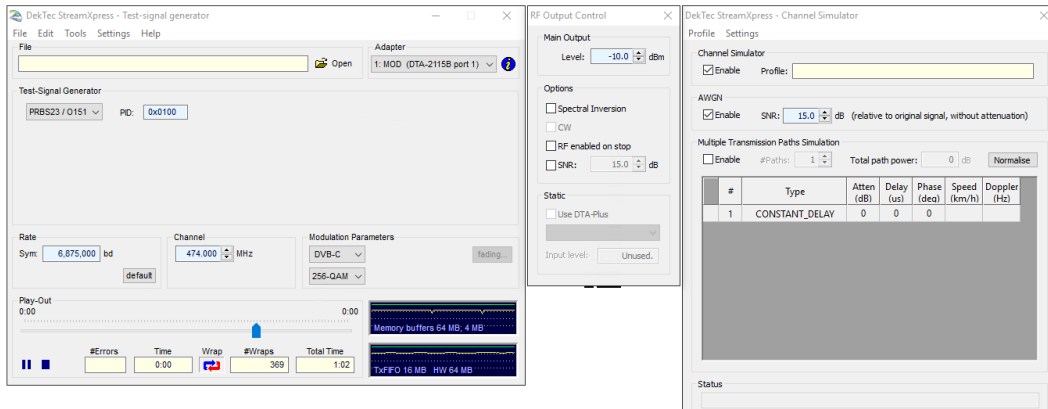 DekTec StreamXpress - Test-signal generator
File Edit Tools Settings Help
File
Open
Adapter
1: MOD (DTA-2115B port 1)
Test-Signal Generator
PRBS23 / O151 PID: 0x0100
Rate
Sym: 6,875,000 bd
default
Channel
474.000 MHz
Modulation Parameters
DVB-C
fading...
256-QAM
Play-Out
0:00 0:00
#Errors Time Wrap #Wraps Total Time
0:00 369 1:02
Memory buffers 64 MB; 4 MB
TxFIFO 16 MB HW 64 MB
RF Output Control
Main Output
Level: -10.0 dBm
Options
Spectral Inversion
CW
RF enabled on stop
SNR: 15.0 dB
Static
Use DTA-Plus
Input level: Unused.
DekTec StreamXpress - Channel Simulator
Profile Settings
Channel Simulator
Enable Profile:
AWGN
Enable SNR: 15.0 dB (relative to original signal, without attenuation)
Multiple Transmission Paths Simulation
Enable #Paths: 1 Total path power: 0 dB Normalise
# Type Atten (dB) Delay (us) Phase (deg) Speed (km/h) Doppler (Hz)
1 CONSTANT_DELAY 0 0 0
Status